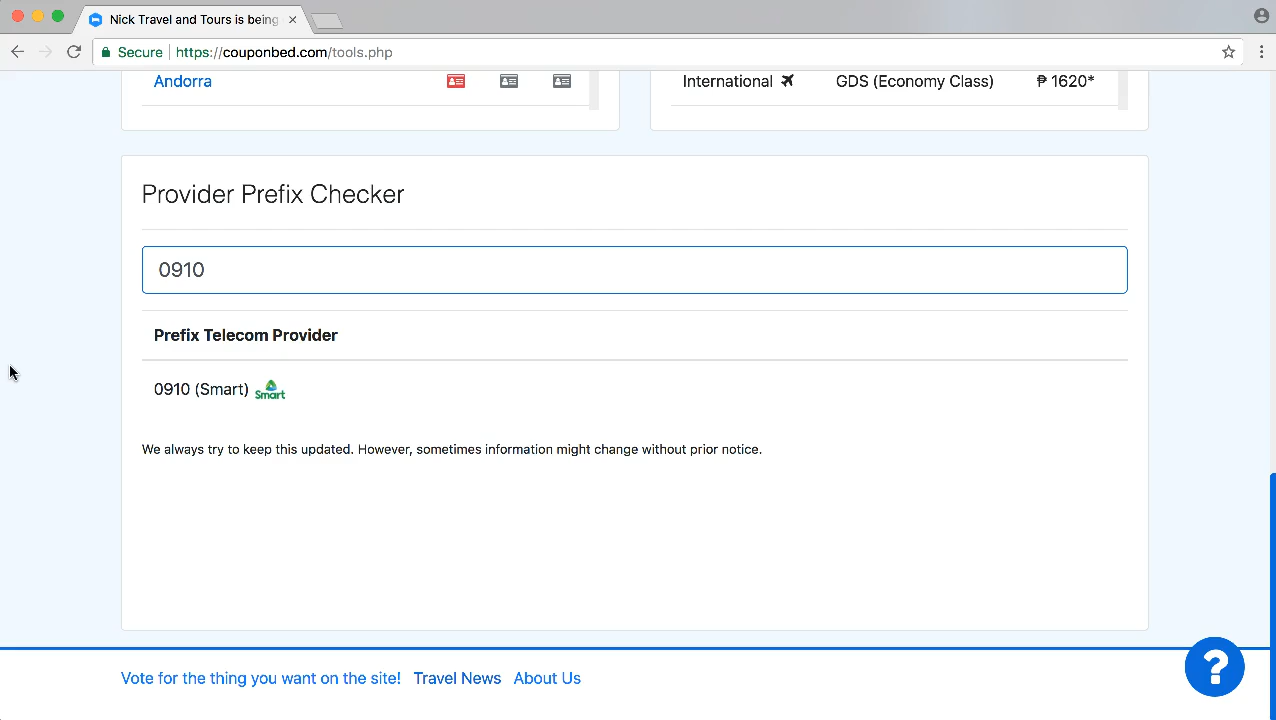 Nick Travel and Tours is being
Secure https://couponbed.com/tools.php
Andorra
International GDS (Economy Class) ₱ 1620*
Provider Prefix Checker
0910
Prefix Telecom Provider
0910 (Smart) Smart
We always try to keep this updated. However, sometimes information might change without prior notice.
Vote for the thing you want on the site! Travel News About Us
?